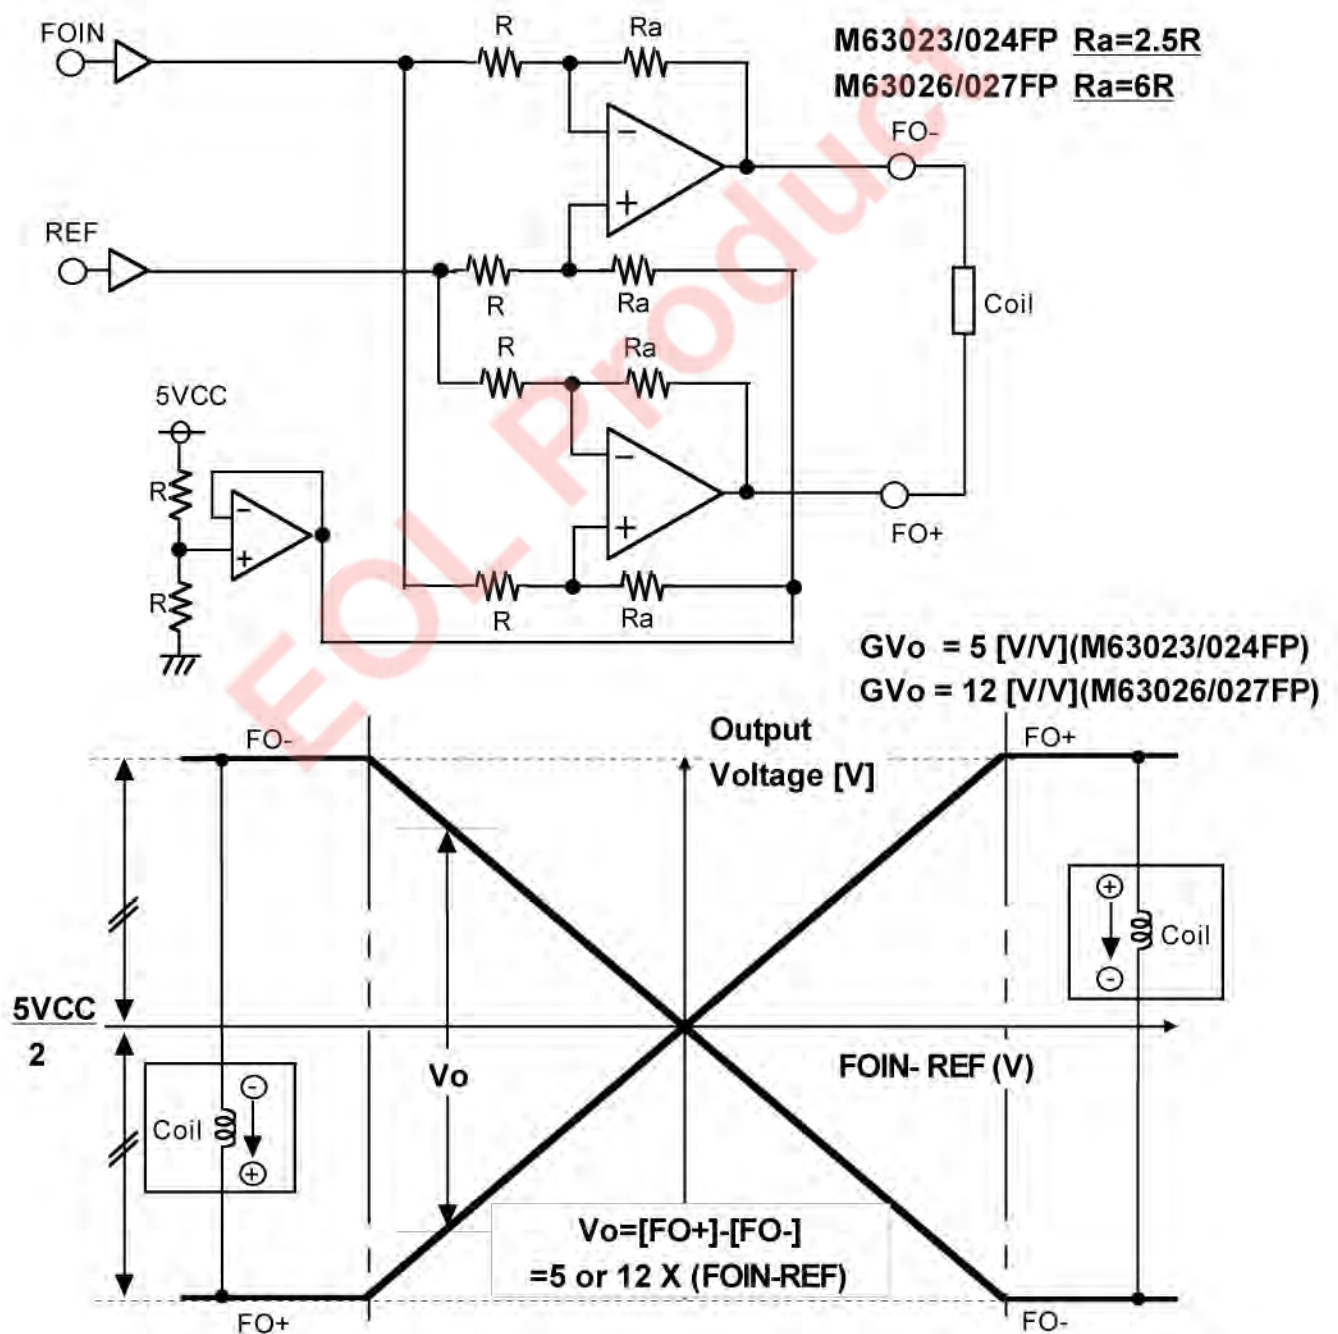 FOIN
R
Ra
M63023/024FP Ra=2.5R
M63026/027FP Ra=6R
FO-
−
+
REF
R
Ra
Coil
R
Ra
5VCC
R
−
+
R
−
+
FO+
R
Ra
GVo = 5 [V/V](M63023/024FP)
GVo = 12 [V/V](M63026/027FP)
EOL Product
FO-
Output
Voltage [V]
FO+
+
Coil
-
5VCC
2
FOIN- REF (V)
Vo
-
Coil
+
Vo=[FO+]-[FO-]
=5 or 12 X (FOIN-REF)
FO+
FO-